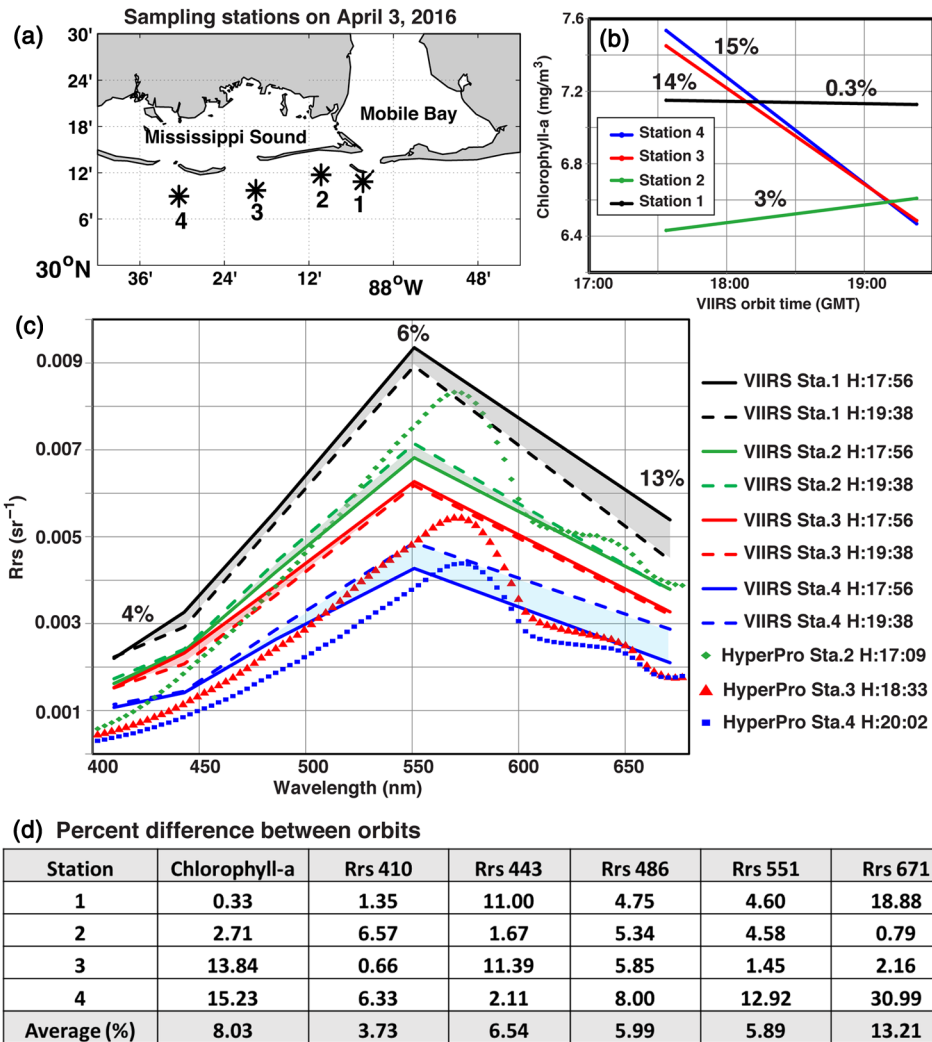 Sampling stations on April 3, 2016
(a)
30'
24'
18'
12'
6'
30°N
Mobile Bay
Mississippi Sound
4
3
2
1
36'
24'
12'
88°W
48'
(b)
7.6
7.2
6.8
6.4
Chlorophyll-a (mg/m³)
15%
14%
0.3%
3%
Station 4
Station 3
Station 2
Station 1
17:00
18:00
19:00
VIIRS orbit time (GMT)
(c)
0.009
0.007
0.005
0.003
0.001
Rrs (sr⁻¹)
6%
13%
4%
400
450
500
550
600
650
Wavelength (nm)
VIIRS Sta.1 H:17:56
VIIRS Sta.1 H:19:38
VIIRS Sta.2 H:17:56
VIIRS Sta.2 H:19:38
VIIRS Sta.3 H:17:56
VIIRS Sta.3 H:19:38
VIIRS Sta.4 H:17:56
VIIRS Sta.4 H:19:38
HyperPro Sta.2 H:17:09
HyperPro Sta.3 H:18:33
HyperPro Sta.4 H:20:02
(d) Percent difference between orbits
Station Chlorophyll-a Rrs 410 Rrs 443 Rrs 486 Rrs 551 Rrs 671
1 0.33 1.35 11.00 4.75 4.60 18.88
2 2.71 6.57 1.67 5.34 4.58 0.79
3 13.84 0.66 11.39 5.85 1.45 2.16
4 15.23 6.33 2.11 8.00 12.92 30.99
Average (%) 8.03 3.73 6.54 5.99 5.89 13.21